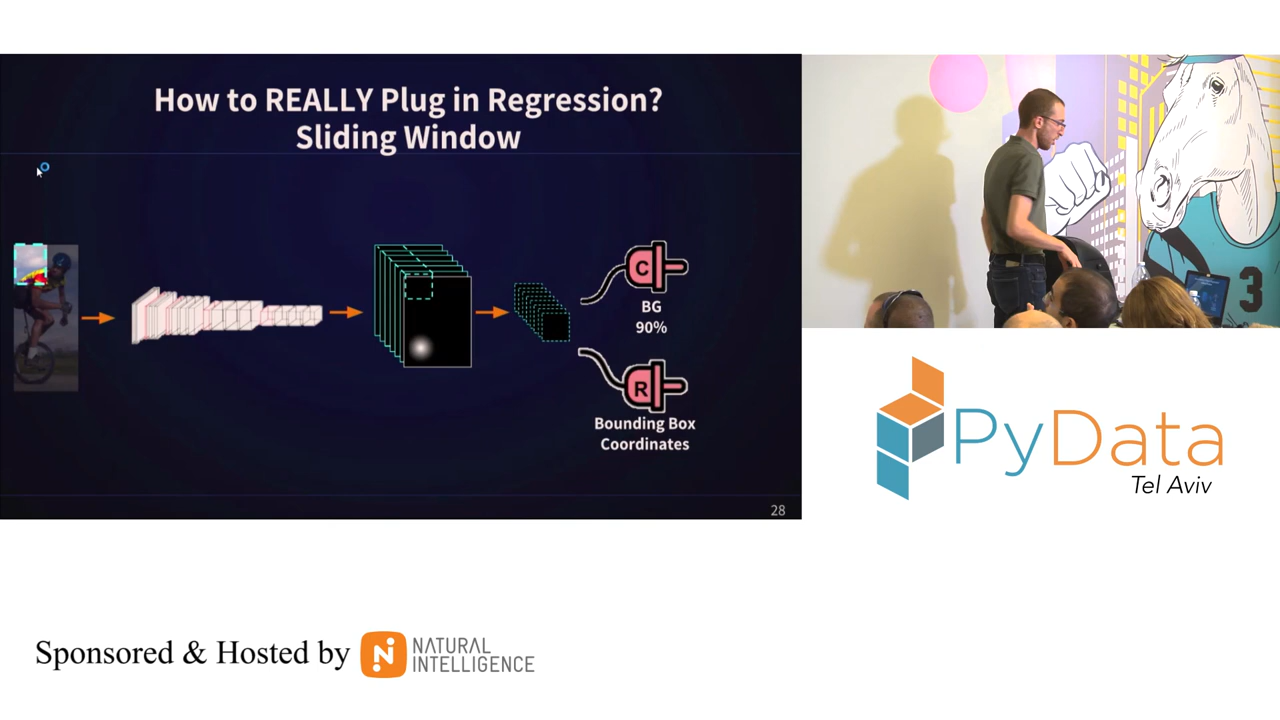 How to REALLY Plug in Regression?
Sliding Window
C
BG
90%
R
Bounding Box
Coordinates
28
3
PyData
Tel Aviv
Sponsored & Hosted by
NATURAL
INTELLIGENCE